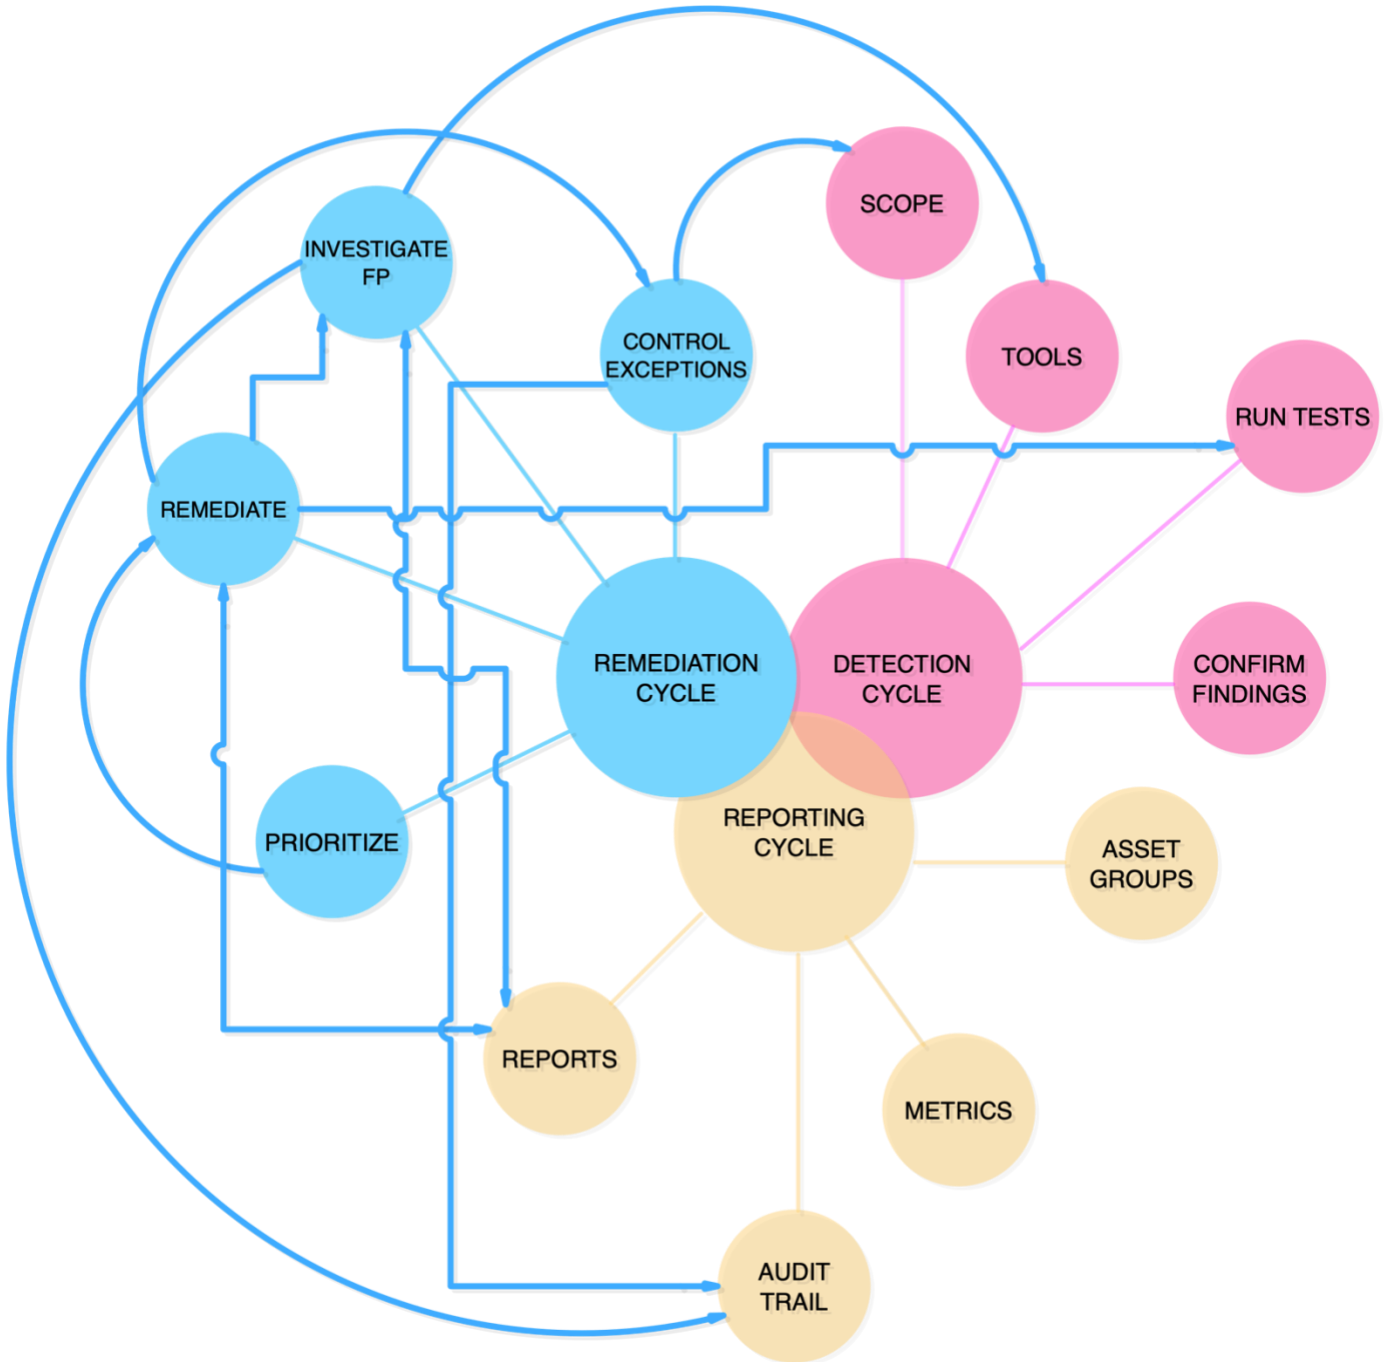 SCOPE
INVESTIGATE
FP
CONTROL
EXCEPTIONS
TOOLS
RUN TESTS
REMEDIATE
REMEDIATION
CYCLE
DETECTION
CYCLE
CONFIRM
FINDINGS
PRIORITIZE
REPORTING
CYCLE
ASSET
GROUPS
REPORTS
METRICS
AUDIT
TRAIL